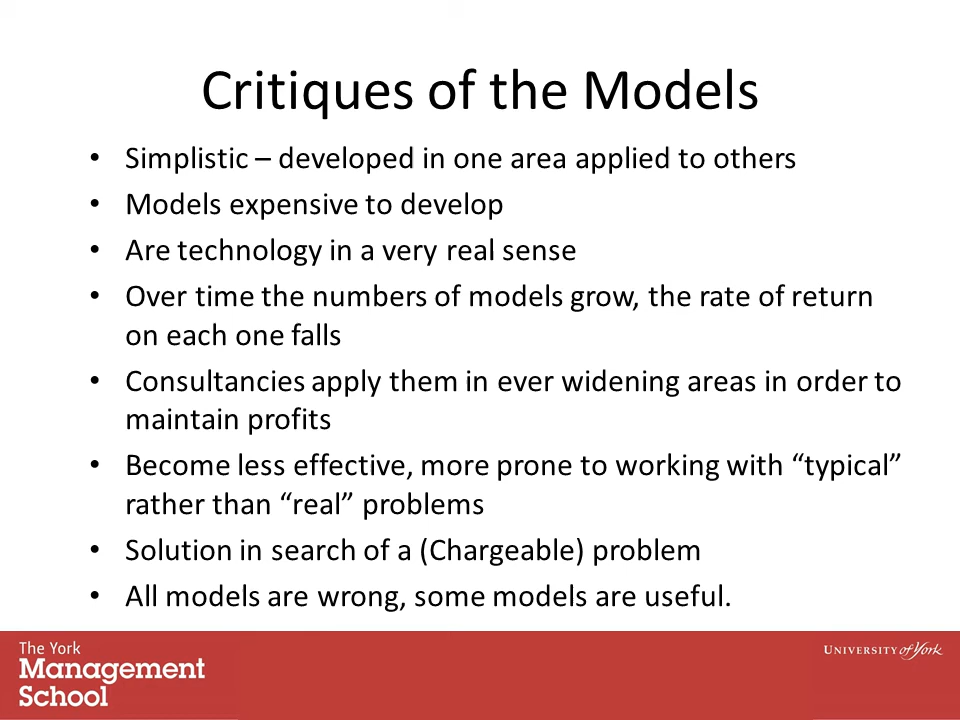 Critiques of the Models
• Simplistic – developed in one area applied to others
• Models expensive to develop
• Are technology in a very real sense
• Over time the numbers of models grow, the rate of return
on each one falls
• Consultancies apply them in ever widening areas in order to
maintain profits
• Become less effective, more prone to working with “typical”
rather than “real” problems
• Solution in search of a (Chargeable) problem
• All models are wrong, some models are useful.
The York
Management
School
UNIVERSITY of York